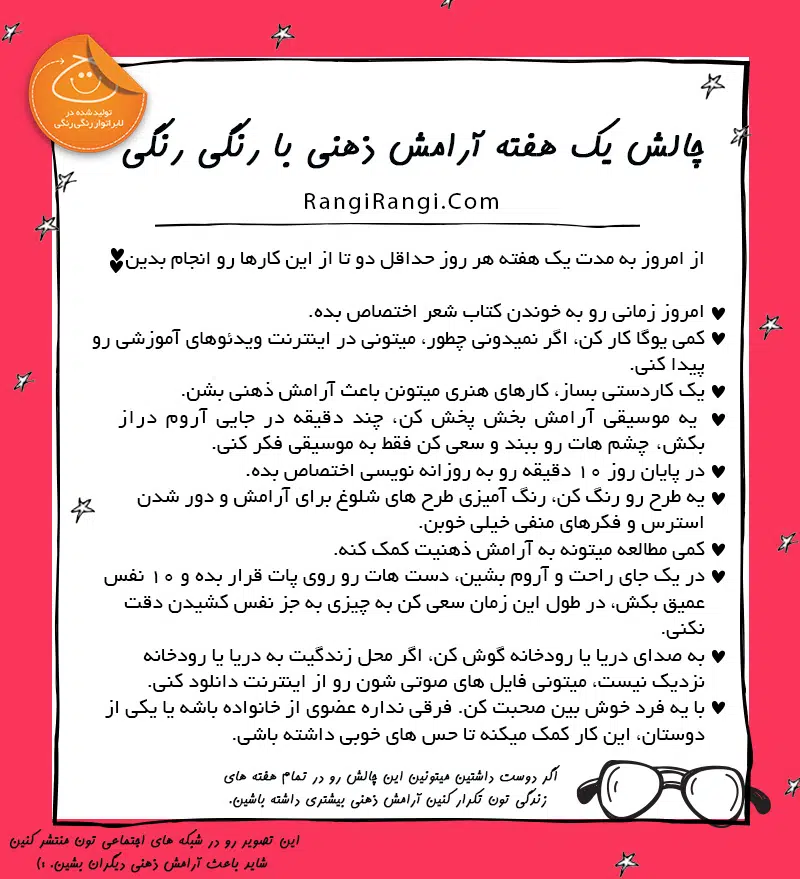 تولید شده در
لابراتوار رنگی رنگی
چالش یک هفته آرامش ذهنی با رنگی رنگی
RangiRangi.Com
از امروز به مدت یک هفته هر روز حداقل دو تا از این کارها رو انجام بدین
امروز زمانی رو به خوندن کتاب شعر اختصاص بده.
کمی یوگا کار کن، اگر نمیدونی چطور، میتونی در اینترنت ویدئوهای آموزشی رو
پیدا کنی.
یک کاردستی بساز، کارهای هنری میتونن باعث آرامش ذهنی بشن.
یه موسیقی آرامش بخش پخش کن، چند دقیقه در جایی آروم دراز
بکش، چشم هات رو ببند و سعی کن فقط به موسیقی فکر کنی.
در پایان روز ۱۰ دقیقه رو به روزانه نویسی اختصاص بده.
یه طرح رو رنگ کن، رنگ آمیزی طرح های شلوغ برای آرامش و دور شدن
استرس و فکرهای منفی خیلی خوبن.
کمی مطالعه میتونه به آرامش ذهنیت کمک کنه.
در یک جای راحت و آروم بشین، دست هات رو روی پات قرار بده و ۱۰ نفس
عمیق بکش، در طول این زمان سعی کن به چیزی به جز نفس کشیدن دقت
نکنی.
به صدای دریا یا رودخانه گوش کن، اگر محل زندگیت به دریا یا رودخانه
نزدیک نیست، میتونی فایل های صوتی شون رو از اینترنت دانلود کنی.
با یه فرد خوش بین صحبت کن. فرقی نداره عضوی از خانواده باشه یا یکی از
دوستان، این کار کمک میکنه تا حس های خوبی داشته باشی.
اگر دوست داشتین میتونین این چالش رو در تمام هفته های
زندگی تون تکرار کنین آرامش ذهنی بیشتری داشته باشین.
این تصویر رو در شبکه های اجتماعی تون منتشر کنین
شاید باعث آرامش ذهنی دیگران بشین. :)